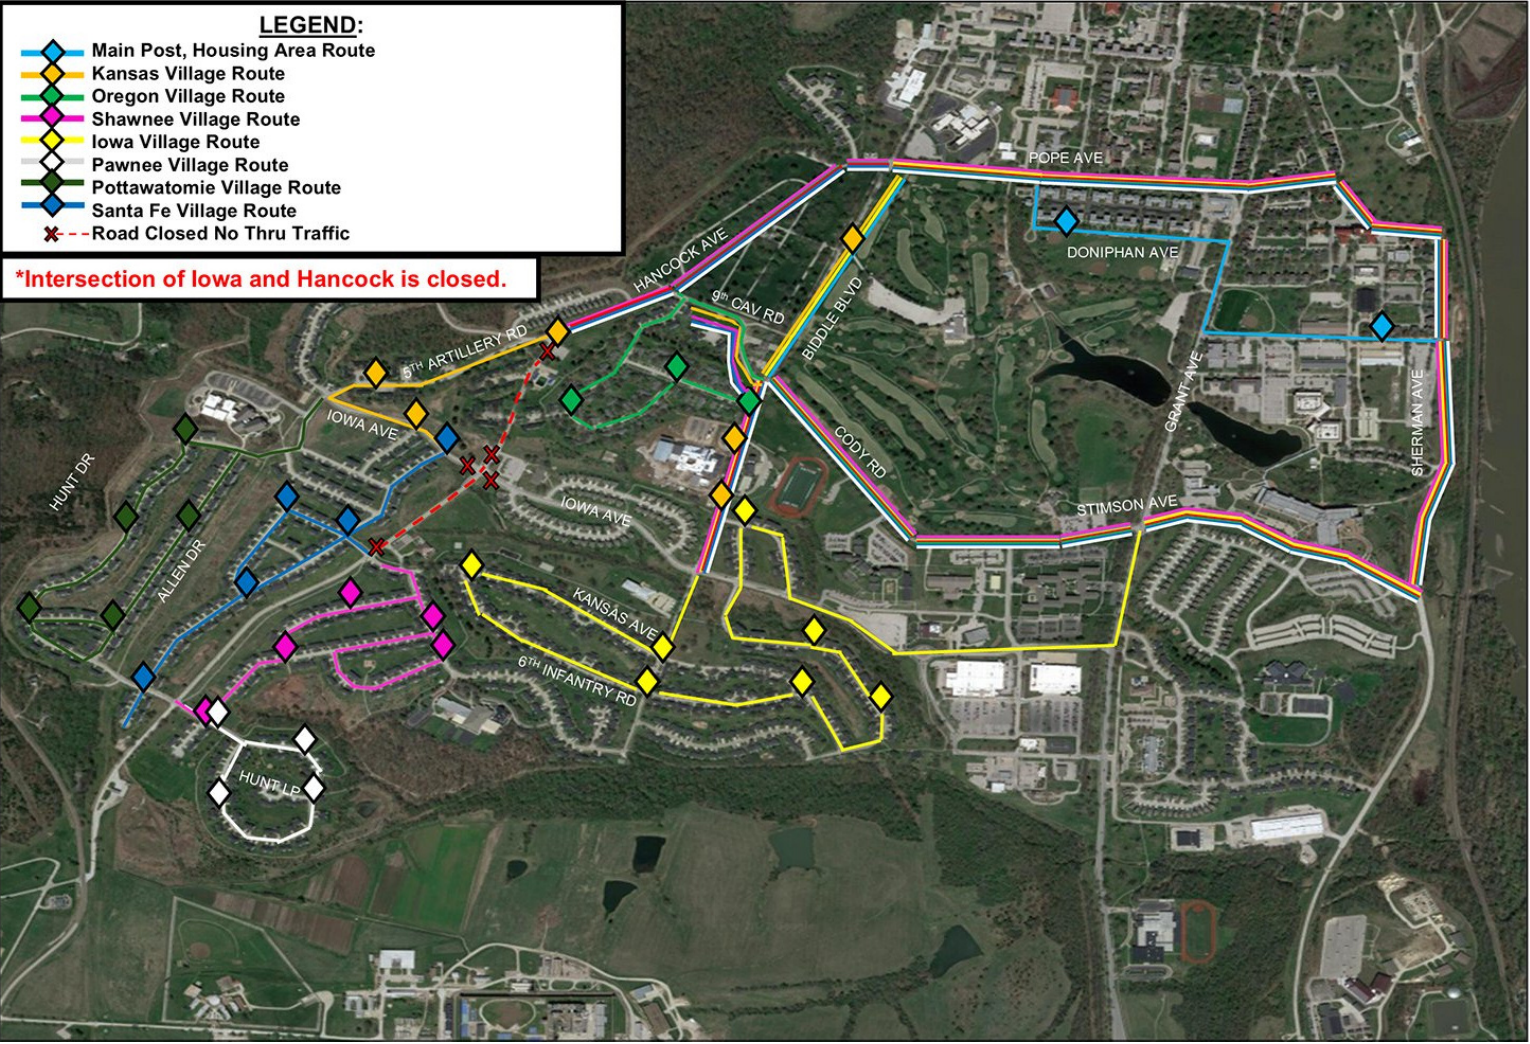 LEGEND:
Main Post, Housing Area Route
Kansas Village Route
Oregon Village Route
Shawnee Village Route
Iowa Village Route
Pawnee Village Route
Pottawatomie Village Route
Santa Fe Village Route
Road Closed No Thru Traffic
*Intersection of Iowa and Hancock is closed.
POPE AVE
DONIPHAN AVE
HANCOCK AVE
9th CAV RD
BIDDLE BLVD
5TH ARTILLERY RD
IOWA AVE
GRANT AVE
SHERMAN AVE
CODY RD
HUNT DR
IOWA AVE
STIMSON AVE
ALLEN DR
KANSAS AVE
6TH INFANTRY RD
HUNT LP